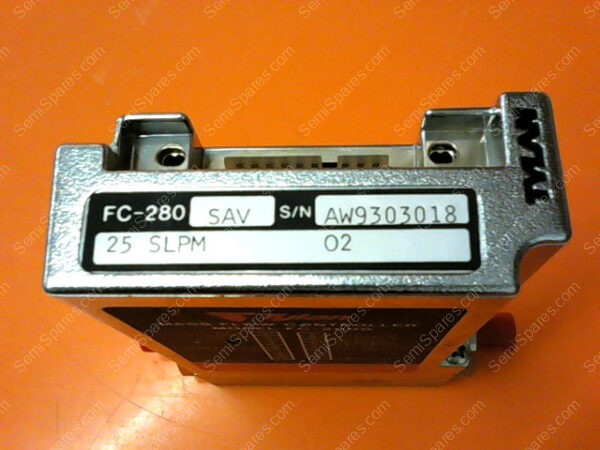 TYLAN
FC-280 SAV S/N AW9303018
25 SLPM O2
SemiSpares.com